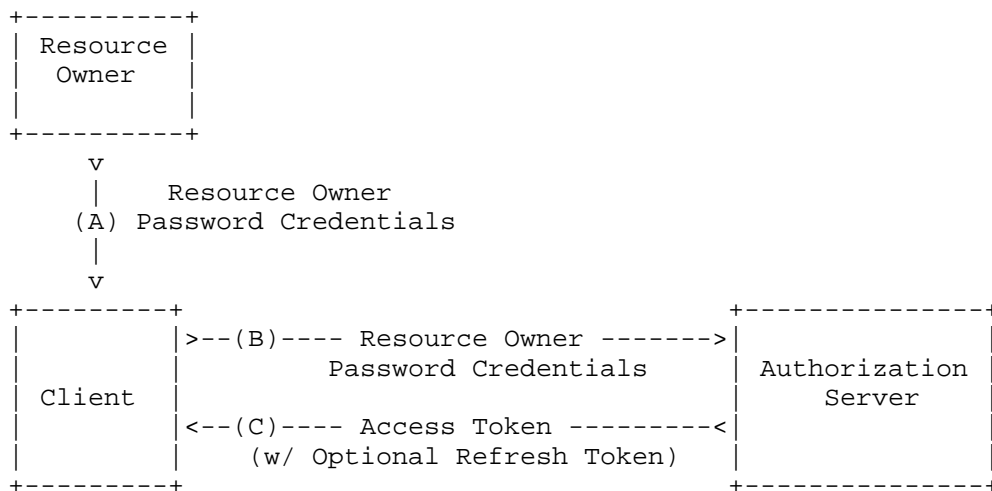 +----------+
| Resource |
|  Owner   |
|          |
+----------+
     v
     |    Resource Owner
    (A) Password Credentials
     |
     v
+---------+                                  +---------------+
|         |>--(B)---- Resource Owner ------->|               |
|         |         Password Credentials     | Authorization |
| Client  |                                  |     Server    |
|         |<--(C)---- Access Token ---------<|               |
|         |    (w/ Optional Refresh Token)   |               |
+---------+                                  +---------------+